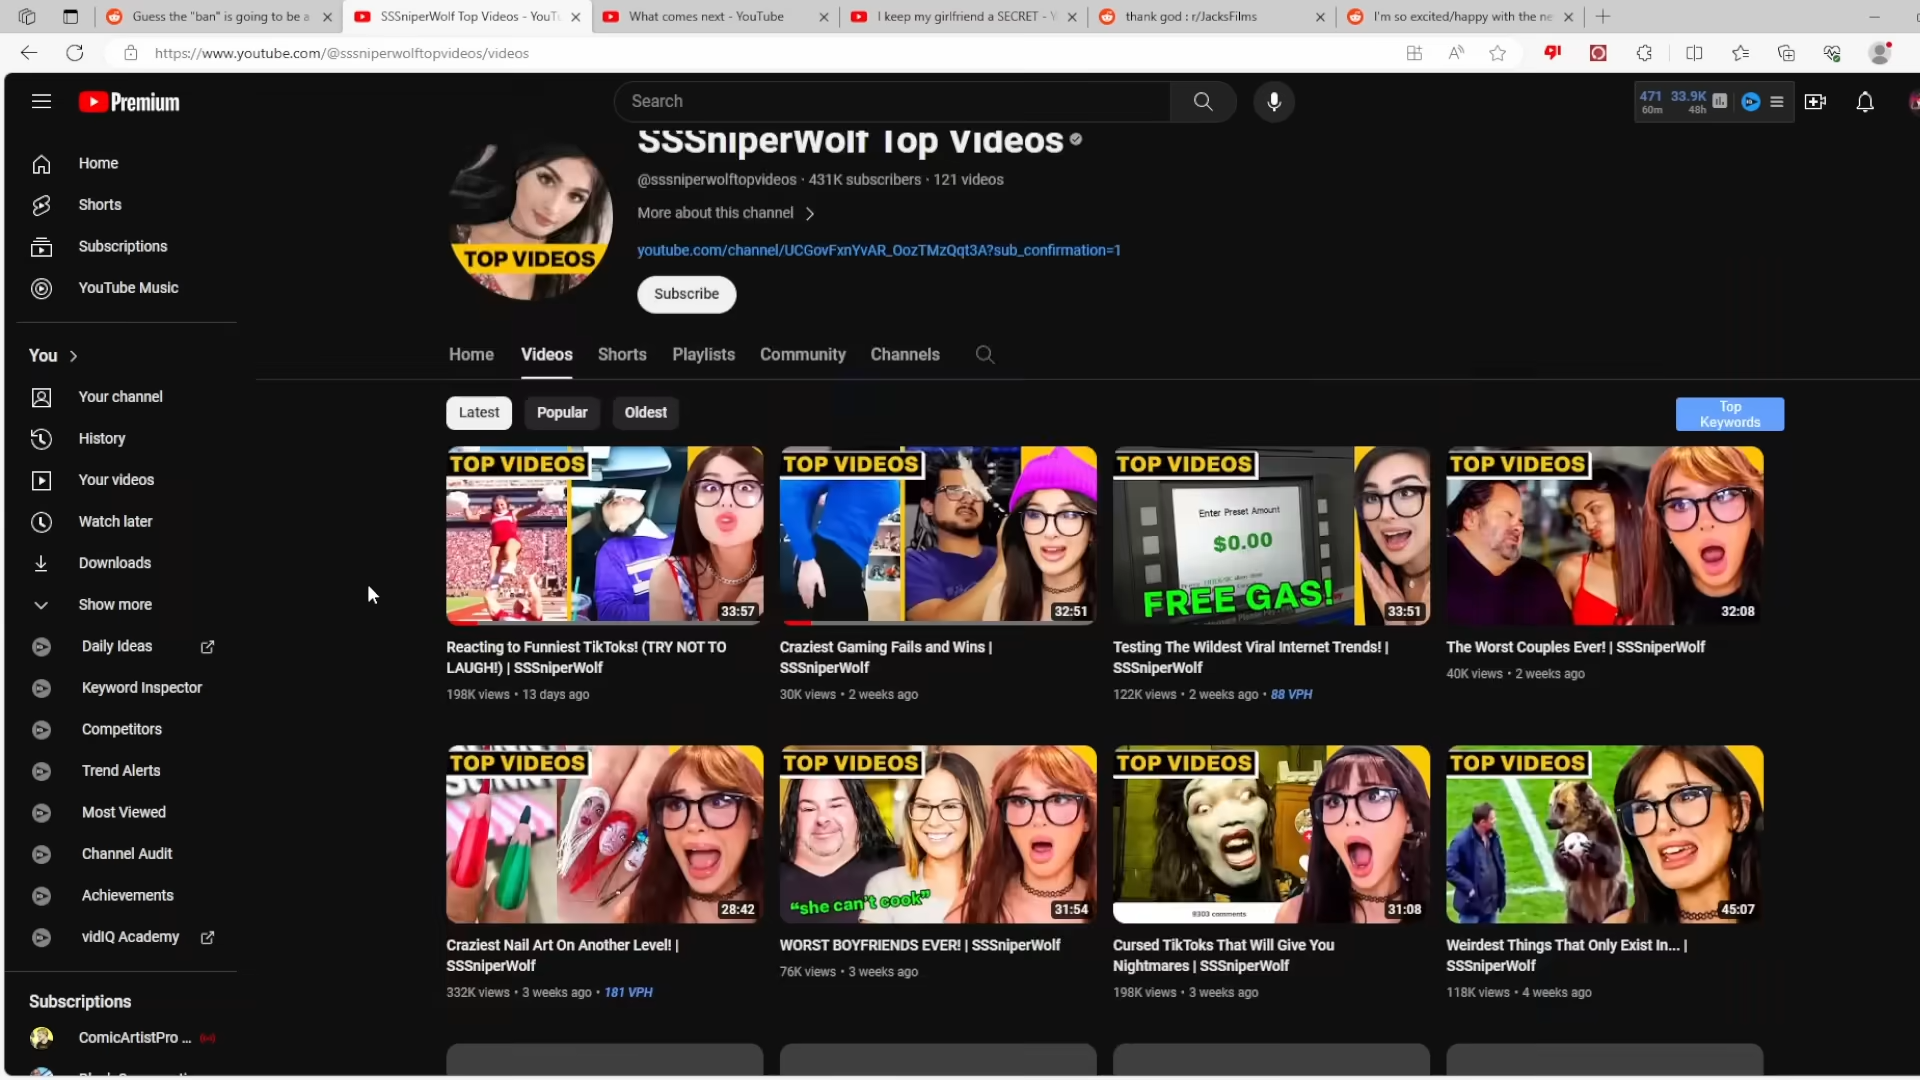 Guess the "ban" is going to be a
SSSniperWolf Top Videos - YouT
What comes next - YouTube
I keep my girlfriend a SECRET - Y
thank god : r/JacksFilms
I'm so excited/happy with the ne
https://www.youtube.com/@sssniperwolftopvideos/videos
Premium
Search
471 33.9K
60m 48h
Home
Shorts
Subscriptions
YouTube Music
You
Your channel
History
Your videos
Watch later
Downloads
Show more
Daily Ideas
Keyword Inspector
Competitors
Trend Alerts
Most Viewed
Channel Audit
Achievements
vidIQ Academy
Subscriptions
ComicArtistPro ...
TOP VIDEOS
SSSniperWolf Top Videos
@sssniperwolftopvideos · 431K subscribers · 121 videos
More about this channel
youtube.com/channel/UCGovFxnYvAR_OozTMzQqt3A?sub_confirmation=1
Subscribe
Home Videos Shorts Playlists Community Channels
Latest Popular Oldest
Top
Keywords
TOP VIDEOS
33:57
Reacting to Funniest TikToks! (TRY NOT TO
LAUGH!) | SSSniperWolf
198K views • 13 days ago
TOP VIDEOS
32:51
Craziest Gaming Fails and Wins |
SSSniperWolf
30K views • 2 weeks ago
TOP VIDEOS
Enter Preset Amount
$0.00
FREE GAS!
33:51
Testing The Wildest Viral Internet Trends! |
SSSniperWolf
122K views • 2 weeks ago • 88 VPH
TOP VIDEOS
32:08
The Worst Couples Ever! | SSSniperWolf
40K views • 2 weeks ago
TOP VIDEOS
28:42
Craziest Nail Art On Another Level! |
SSSniperWolf
332K views • 3 weeks ago • 181 VPH
TOP VIDEOS
"she can't cook"
31:54
WORST BOYFRIENDS EVER! | SSSniperWolf
76K views • 3 weeks ago
TOP VIDEOS
9303 comments
31:08
Cursed TikToks That Will Give You
Nightmares | SSSniperWolf
198K views • 3 weeks ago
TOP VIDEOS
45:07
Weirdest Things That Only Exist In... |
SSSniperWolf
118K views • 4 weeks ago